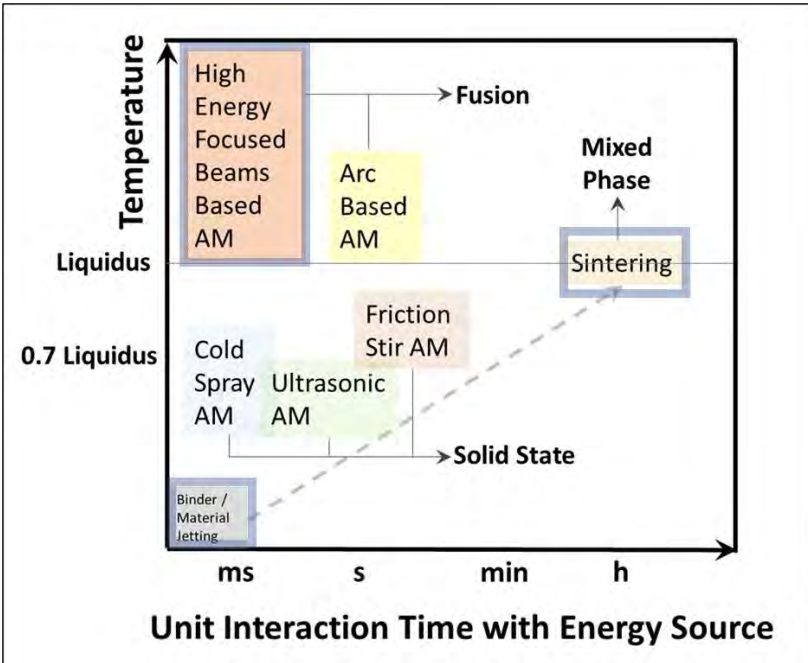 Temperature
High
Energy
Focused
Beams
Based
AM
Fusion
Arc
Based
AM
Mixed
Phase
Liquidus
Sintering
Friction
Stir AM
0.7 Liquidus
Cold
Spray
AM
Ultrasonic
AM
Solid State
Binder /
Material
Jetting
ms s min h
Unit Interaction Time with Energy Source